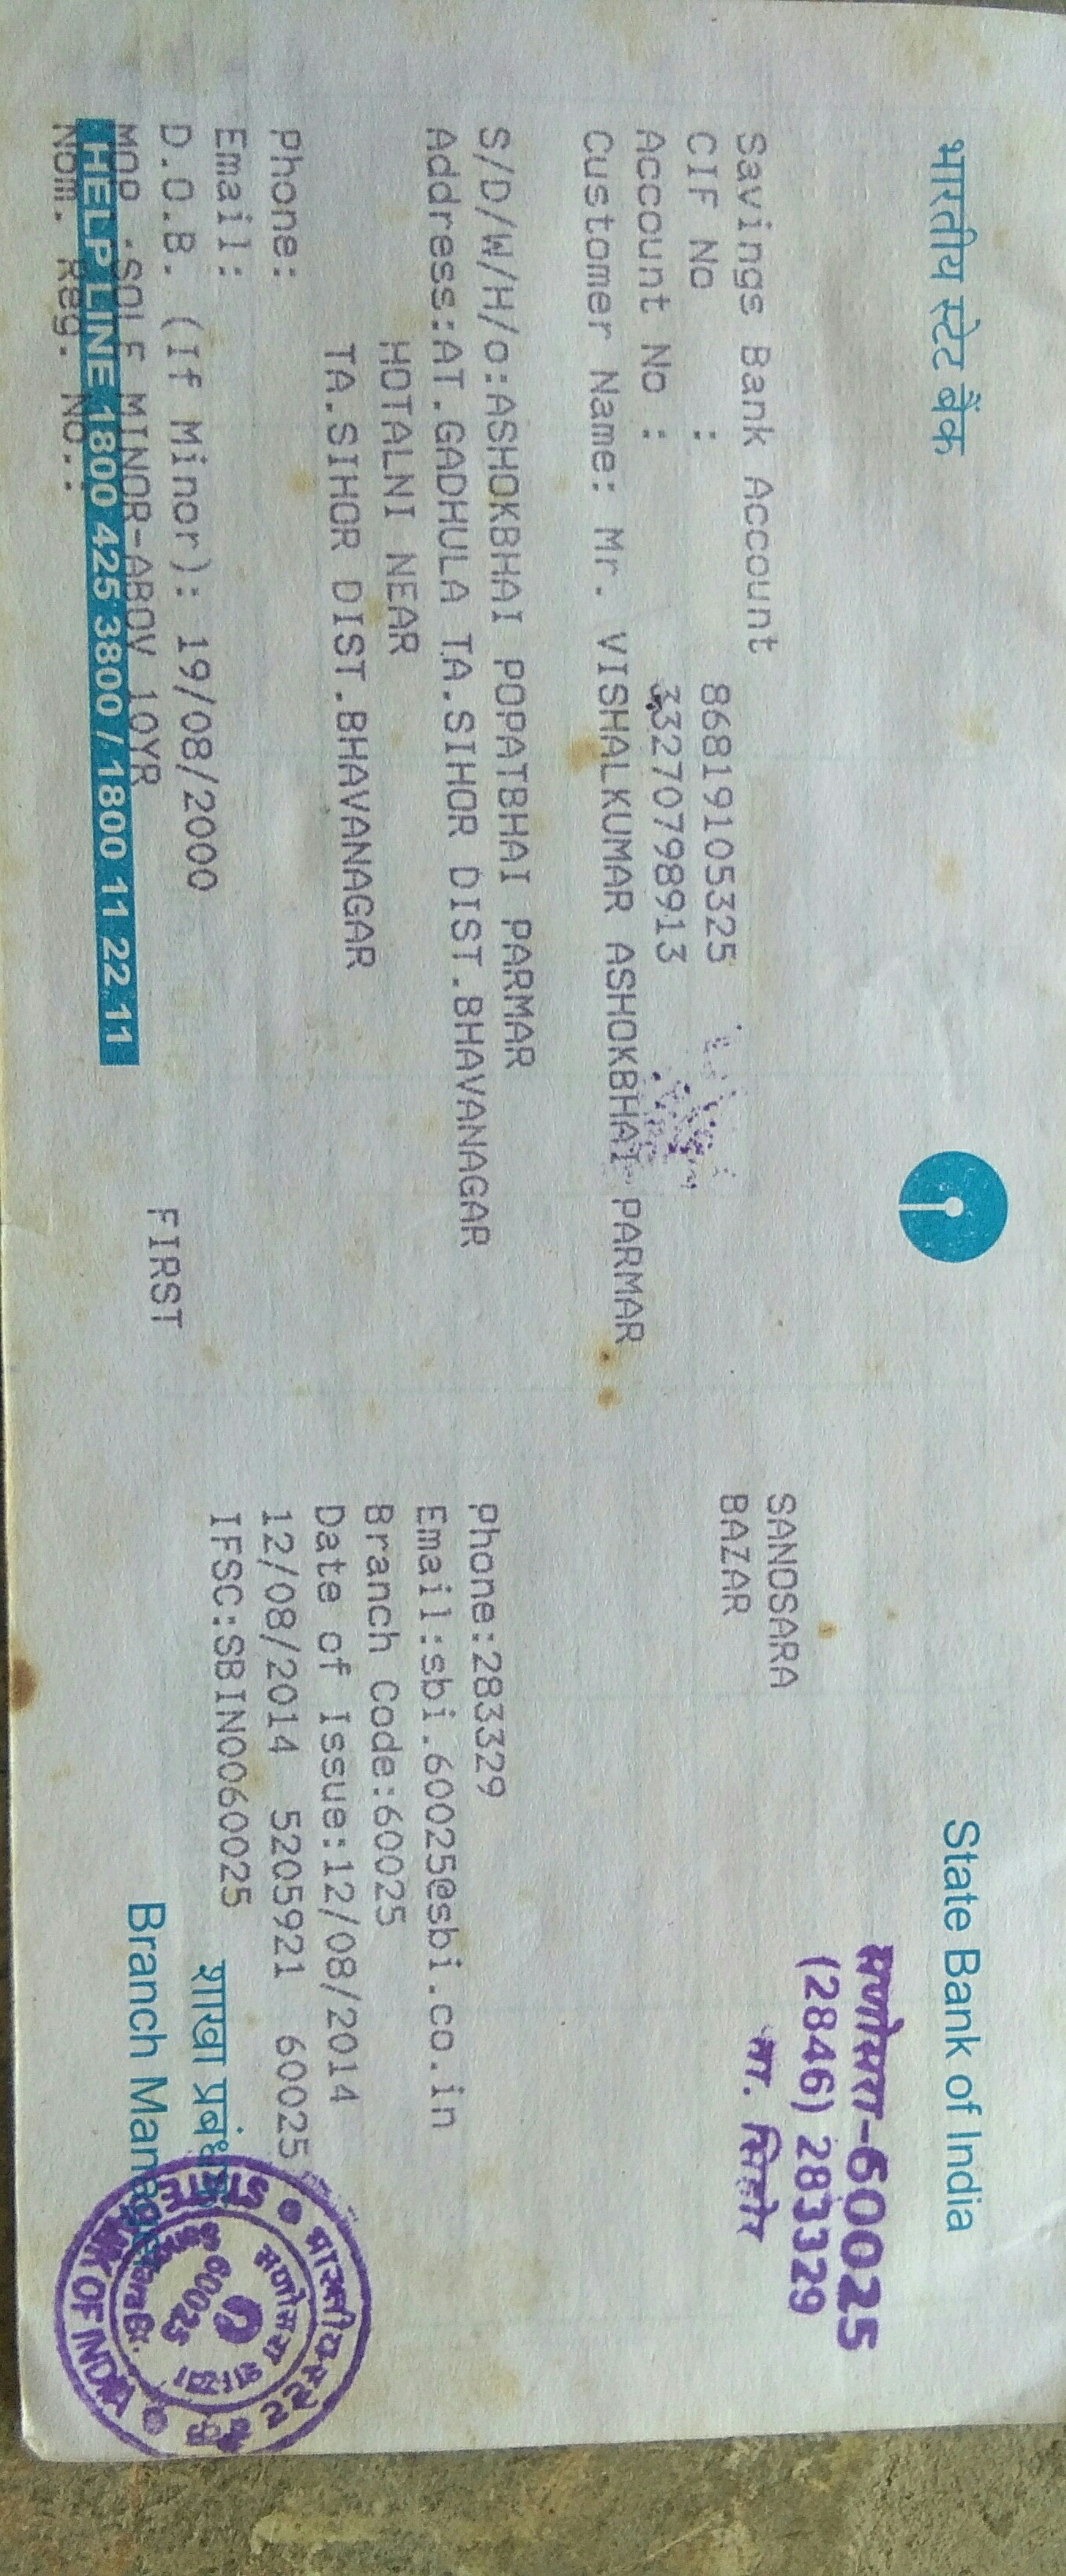 भारतीय स्टेट बैंक
State Bank of India
सणोसरा-60025
(2846) 283329
ता. सिहोर
Savings Bank Account
CIF No :
86819105325
Account No :
33270798913
Customer Name: Mr. VISHALKUMAR ASHOKBHAI PARMAR
SANOSARA
BAZAR
S/D/W/H/o:ASHOKBHAI POPATBHAI PARMAR
Address:AT.GADHULA TA.SIHOR DIST.BHAVANAGAR
HOTALNI NEAR
TA.SIHOR DIST.BHAVANAGAR
Phone:
Email:
D.O.B. (If Minor): 19/08/2000
MOP .SOLE MINOR-ABOV 10YR
FIRST
HELP LINE 1800 425 3800 / 1800 11 22 11
Nom. Reg. No.:
Phone:283329
Email:sbi.60025@sbi.co.in
Branch Code:60025
Date of Issue:12/08/2014
12/08/2014 5205921 60025
IFSC:SBIN0060025
शाखा प्रबंधक
Branch Manager
भारतीय स्टेट बैंक
STATE BANK OF INDIA
सणोसरा शाखा
60025